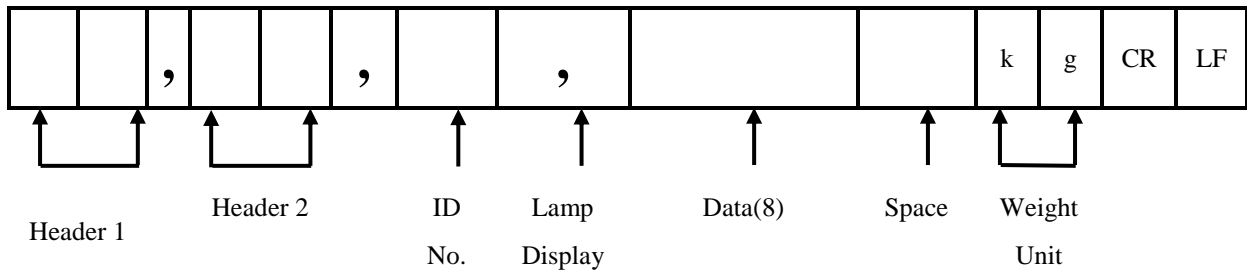 , , , k g CR LF
Header 1 Header 2 ID No. Lamp Display Data(8) Space Weight Unit